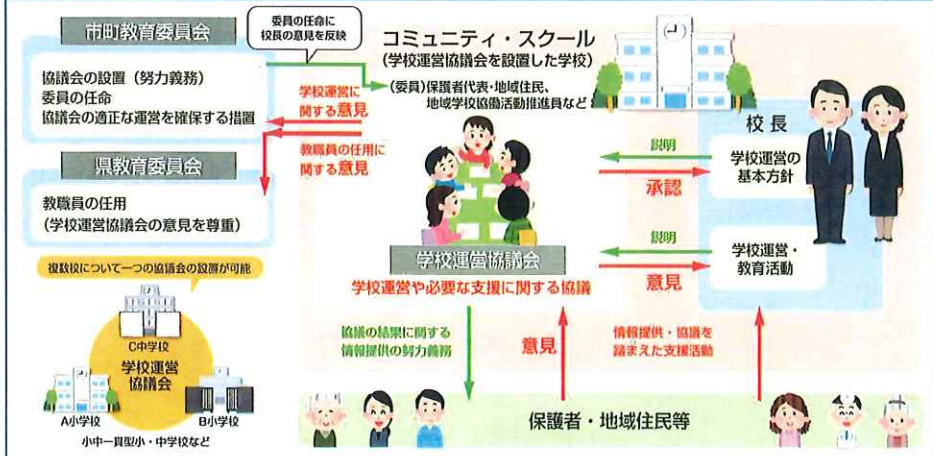 市町教育委員会
協議会の設置（努力義務）
委員の任命
協議会の適正な運営を確保する措置
委員の任命に
校長の意見を反映
県教育委員会
教職員の任用
（学校運営協議会の意見を尊重）
コミュニティ・スクール
（学校運営協議会を設置した学校）
（委員）保護者代表・地域住民、
地域学校協働活動推進員など
学校運営に
関する意見
教職員の任用に
関する意見
校長
説明
承認
学校運営の
基本方針
説明
意見
学校運営・
教育活動
学校運営協議会
学校運営や必要な支援に関する協議
複数校について一つの協議会の設置が可能
C中学校
学校運営
協議会
A小学校
B小学校
小中一貫型小・中学校など
協議の結果に関する
情報提供の努力義務
意見
情報提供・協議を
踏まえた支援活動
保護者・地域住民等